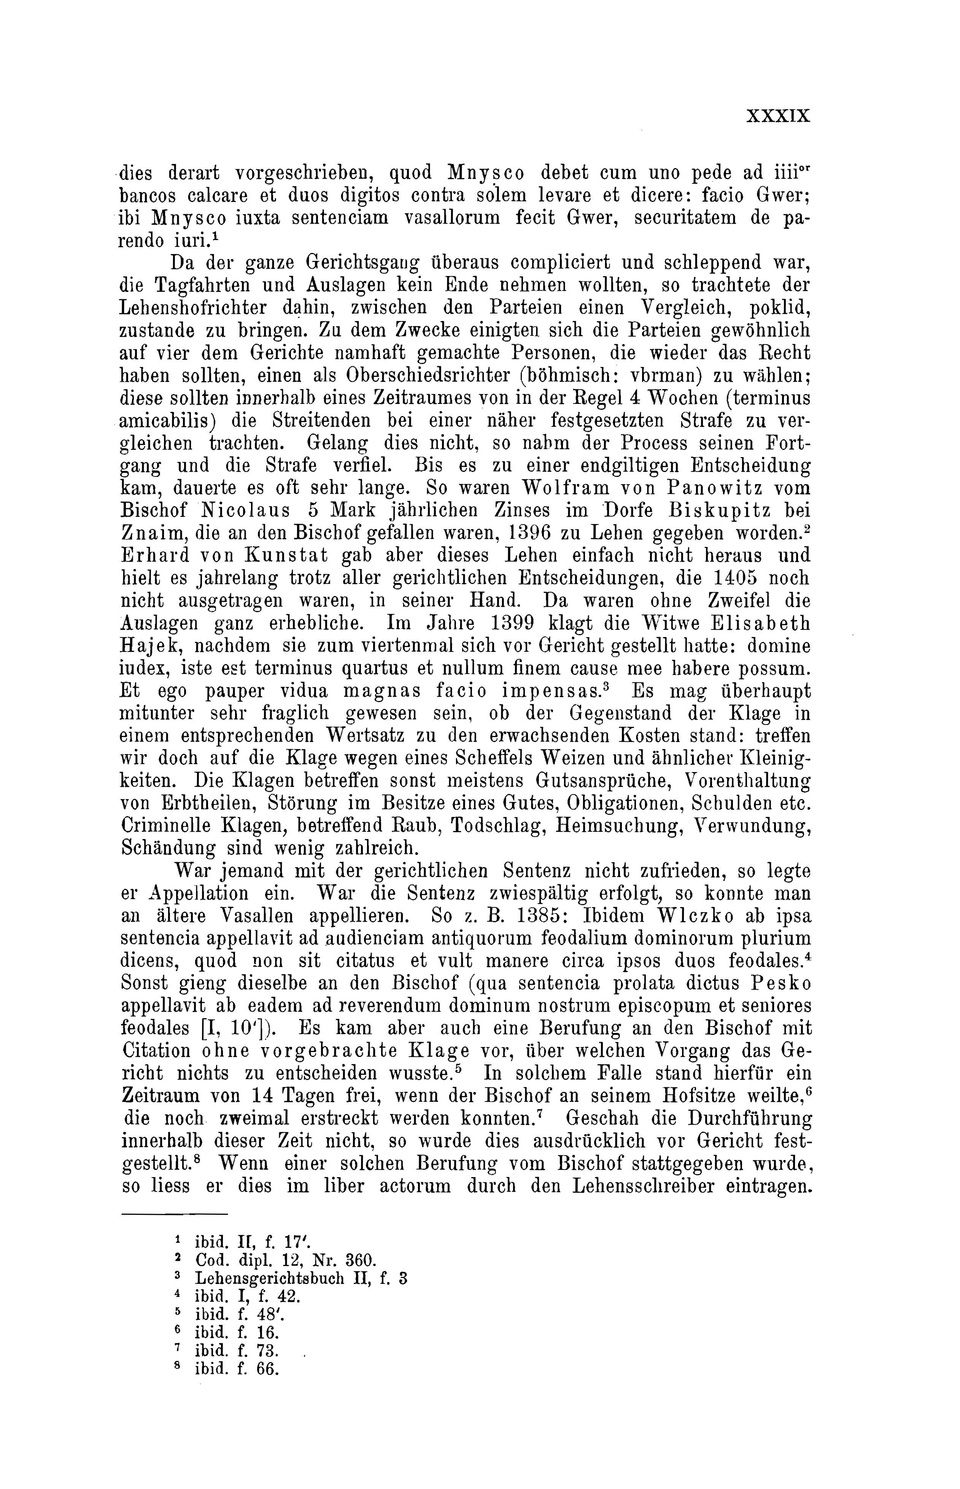 XXXIX
dies derart vorgeschrieben, quod Mnysco debet cum uno pede ad iiiiᵒʳ
bancos calcare et duos digitos contra solem levare et dicere: facio Gwer;
ibi Mnysco iuxta sentenciam vasallorum fecit Gwer, securitatem de pa-
rendo iuri.¹
Da der ganze Gerichtsgang überaus compliciert und schleppend war,
die Tagfahrten und Auslagen kein Ende nehmen wollten, so trachtete der
Lehenshofrichter dahin, zwischen den Parteien einen Vergleich, poklid,
zustande zu bringen. Zu dem Zwecke einigten sich die Parteien gewöhnlich
auf vier dem Gerichte namhaft gemachte Personen, die wieder das Recht
haben sollten, einen als Oberschiedsrichter (böhmisch: vbrman) zu wählen;
diese sollten innerhalb eines Zeitraumes von in der Regel 4 Wochen (terminus
amicabilis) die Streitenden bei einer näher festgesetzten Strafe zu ver-
gleichen trachten. Gelang dies nicht, so nahm der Process seinen Fort-
gang und die Strafe verfiel. Bis es zu einer endgiltigen Entscheidung
kam, dauerte es oft sehr lange. So waren Wolfram von Panowitz vom
Bischof Nicolaus 5 Mark jährlichen Zinses im Dorfe Biskupitz bei
Znaim, die an den Bischof gefallen waren, 1396 zu Lehen gegeben worden.²
Erhard von Kunstat gab aber dieses Lehen einfach nicht heraus und
hielt es jahrelang trotz aller gerichtlichen Entscheidungen, die 1405 noch
nicht ausgetragen waren, in seiner Hand. Da waren ohne Zweifel die
Auslagen ganz erhebliche. Im Jahre 1399 klagt die Witwe Elisabeth
Hajek, nachdem sie zum viertenmal sich vor Gericht gestellt hatte: domine
iudex, iste est terminus quartus et nullum finem cause mee habere possum.
Et ego pauper vidua magnas facio impensas.³ Es mag überhaupt
mitunter sehr fraglich gewesen sein, ob der Gegenstand der Klage in
einem entsprechenden Wertsatz zu den erwachsenden Kosten stand: treffen
wir doch auf die Klage wegen eines Scheffels Weizen und ähnlicher Kleinig-
keiten. Die Klagen betreffen sonst meistens Gutsansprüche, Vorenthaltung
von Erbtheilen, Störung im Besitze eines Gutes, Obligationen, Schulden etc.
Criminelle Klagen, betreffend Raub, Todschlag, Heimsuchung, Verwundung,
Schändung sind wenig zahlreich.
War jemand mit der gerichtlichen Sentenz nicht zufrieden, so legte
er Appellation ein. War die Sentenz zwiespältig erfolgt, so konnte man
an ältere Vasallen appellieren. So z. B. 1385: Ibidem Wlczko ab ipsa
sentencia appellavit ad audienciam antiquorum feodalium dominorum plurium
dicens, quod non sit citatus et vult manere circa ipsos duos feodales.⁴
Sonst gieng dieselbe an den Bischof (qua sentencia prolata dictus Pesko
appellavit ab eadem ad reverendum dominum nostrum episcopum et seniores
feodales [I, 10′]). Es kam aber auch eine Berufung an den Bischof mit
Citation ohne vorgebrachte Klage vor, über welchen Vorgang das Ge-
richt nichts zu entscheiden wusste.⁵ In solchem Falle stand hierfür ein
Zeitraum von 14 Tagen frei, wenn der Bischof an seinem Hofsitze weilte,⁶
die noch zweimal erstreckt werden konnten.⁷ Geschah die Durchführung
innerhalb dieser Zeit nicht, so wurde dies ausdrücklich vor Gericht fest-
gestellt.⁸ Wenn einer solchen Berufung vom Bischof stattgegeben wurde,
so liess er dies im liber actorum durch den Lehensschreiber eintragen.
¹ ibid. II, f. 17′.
² Cod. dipl. 12, Nr. 360.
³ Lehensgerichtsbuch II, f. 3
⁴ ibid. I, f. 42.
⁵ ibid. f. 48′.
⁶ ibid. f. 16.
⁷ ibid. f. 73.
⁸ ibid. f. 66.